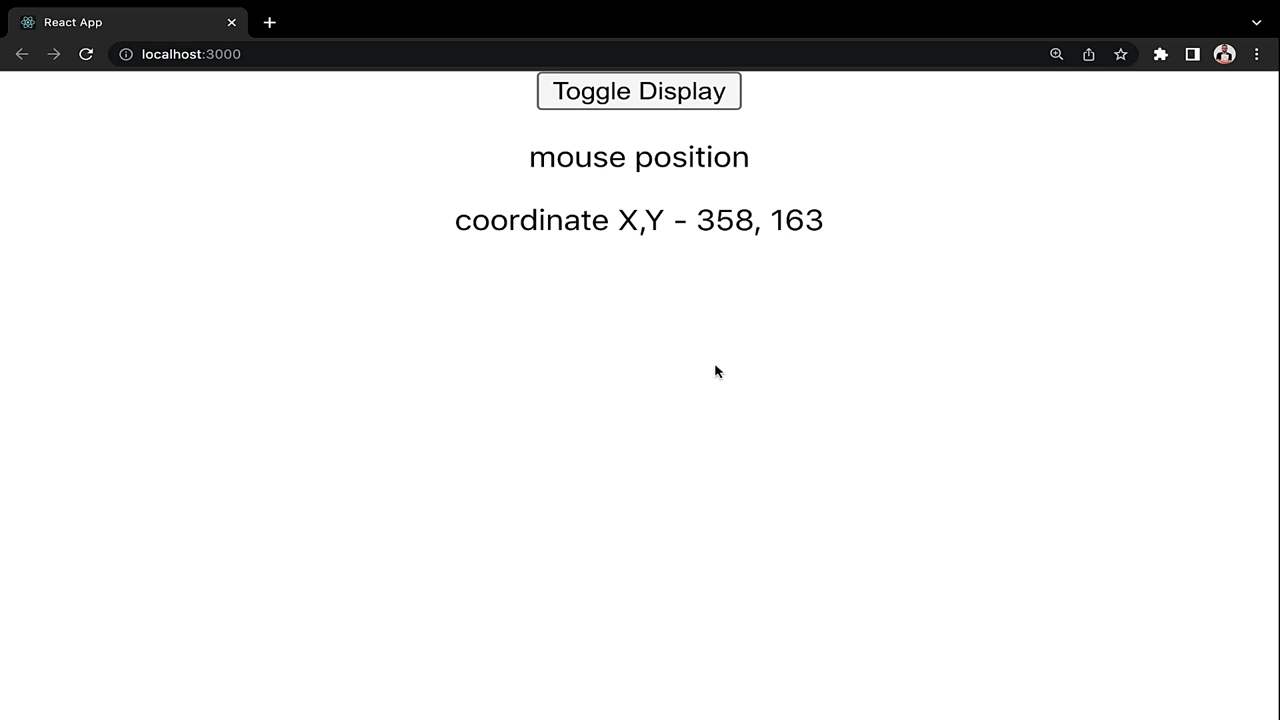 React App
localhost:3000
Toggle Display
mouse position
coordinate X,Y - 358, 163